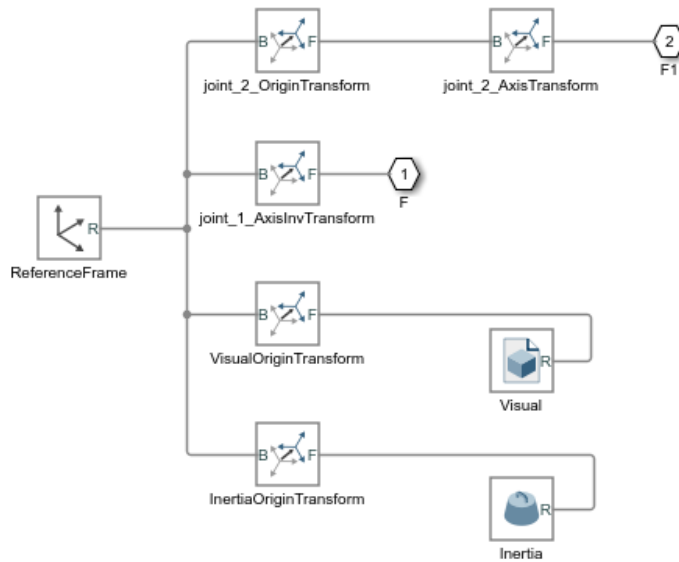 B F
B F
2
joint_2_OriginTransform
joint_2_AxisTransform
F1
B F
1
joint_1_AxisInvTransform
F
R
ReferenceFrame
B F
VisualOriginTransform
R
Visual
B F
InertiaOriginTransform
R
Inertia